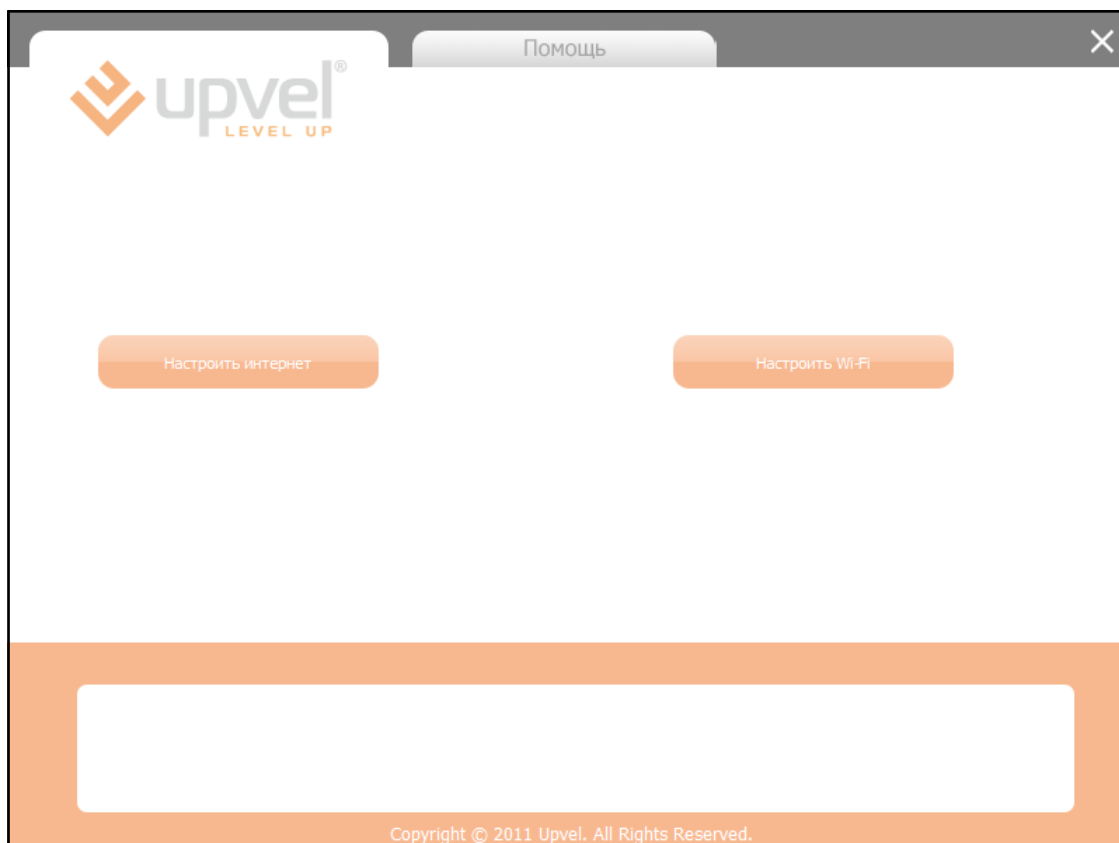 Помощь
upvel®
LEVEL UP
Настроить интернет
Настроить Wi-Fi
Copyright © 2011 Upvel. All Rights Reserved.